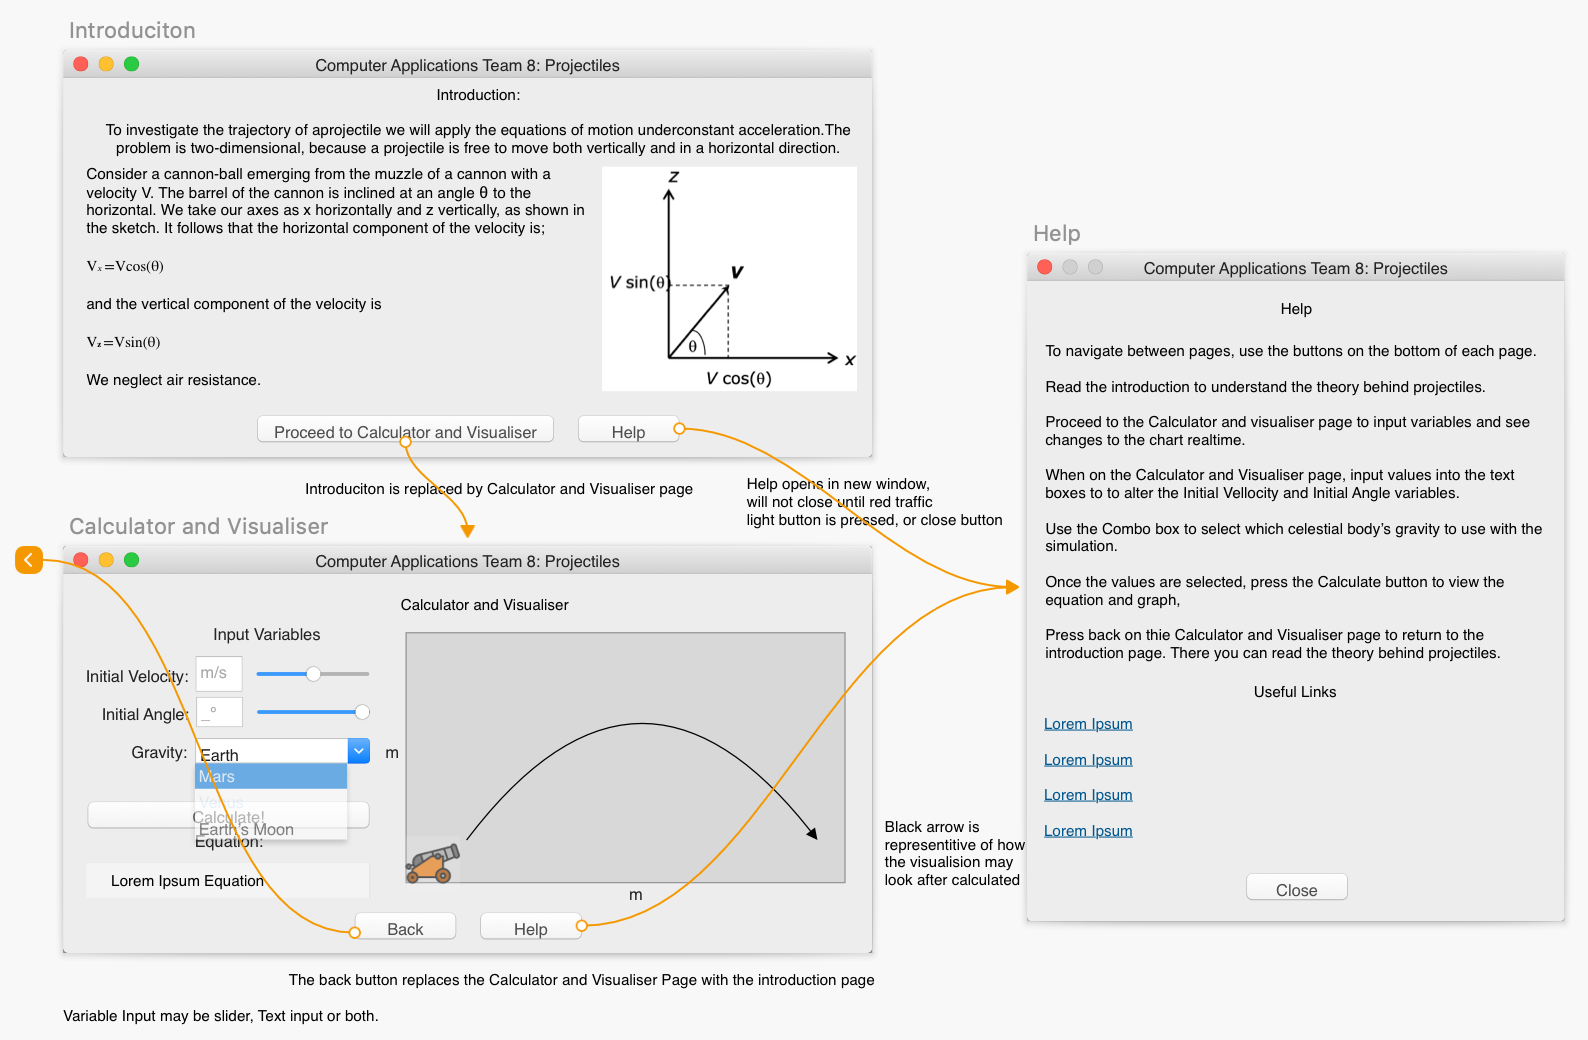 Introduciton
Computer Applications Team 8: Projectiles
Introduction:
To investigate the trajectory of aprojectile we will apply the equations of motion underconstant acceleration.The
problem is two-dimensional, because a projectile is free to move both vertically and in a horizontal direction.
Consider a cannon-ball emerging from the muzzle of a cannon with a
velocity V. The barrel of the cannon is inclined at an angle θ to the
horizontal. We take our axes as x horizontally and z vertically, as shown in
the sketch. It follows that the horizontal component of the velocity is;
Vₓ=Vcos(θ)
and the vertical component of the velocity is
Vz=Vsin(θ)
We neglect air resistance.
z
V
V sin(θ)
θ
x
V cos(θ)
Proceed to Calculator and Visualiser
Help
Introduciton is replaced by Calculator and Visualiser page
Help opens in new window,
will not close until red traffic
light button is pressed, or close button
Calculator and Visualiser
Computer Applications Team 8: Projectiles
Calculator and Visualiser
Input Variables
Initial Velocity:
m/s
Initial Angle:
_°
Gravity:
Earth
Mars
Venus
Calculate!
Earth's Moon
Equation:
Lorem Ipsum Equation
m
m
Back
Help
Black arrow is
representitive of how
the visualision may
look after calculated
The back button replaces the Calculator and Visualiser Page with the introduction page
Variable Input may be slider, Text input or both.
Help
Computer Applications Team 8: Projectiles
Help
To navigate between pages, use the buttons on the bottom of each page.
Read the introduction to understand the theory behind projectiles.
Proceed to the Calculator and visualiser page to input variables and see
changes to the chart realtime.
When on the Calculator and Visualiser page, input values into the text
boxes to to alter the Initial Vellocity and Initial Angle variables.
Use the Combo box to select which celestial body's gravity to use with the
simulation.
Once the values are selected, press the Calculate button to view the
equation and graph,
Press back on thie Calculator and Visualiser page to return to the
introduction page. There you can read the theory behind projectiles.
Useful Links
Lorem Ipsum
Lorem Ipsum
Lorem Ipsum
Lorem Ipsum
Close